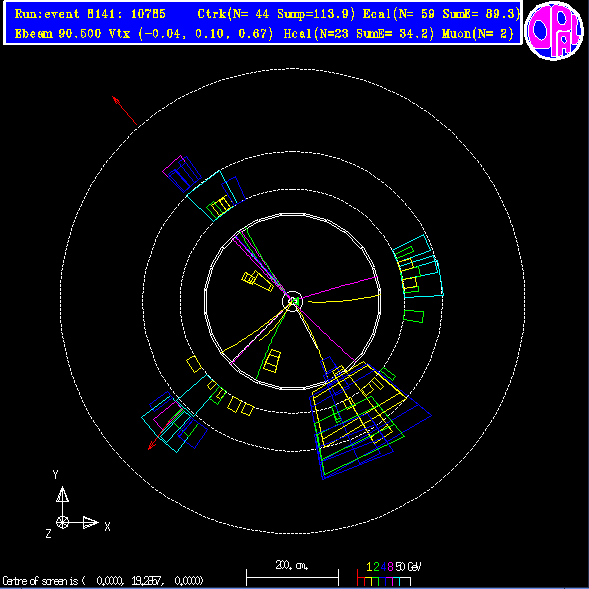 Run:event 8141: 10785 Ctrk(N= 44 Sump=113.9) Ecal(N= 59 SumE= 89.3)
Ebeam 90.500 Vtx (-0.04, 0.10, 0.67) Hcal(N=23 SumE= 34.2) Muon(N= 2)
OPAL
Y
X
Z
200. cm.
1 2 4 8 50 GeV
Centre of screen is ( 0.0000, 19.2857, 0.0000)